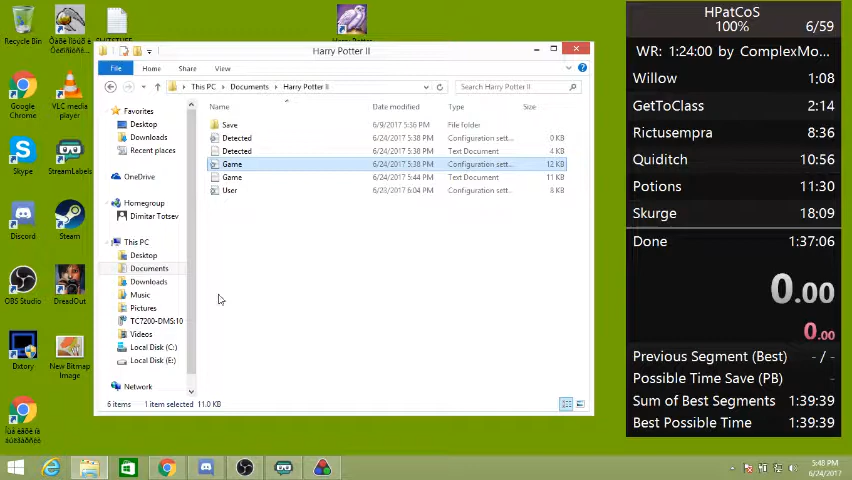 Recycle Bin
SHITSTUFF
Harry Potter
Google Chrome
VLC media player
Skype
StreamLabels
Discord
Steam
OBS Studio
DreadOut
Dxtory
New Bitmap Image
Harry Potter II
File Home Share View
This PC Documents Harry Potter II
Search Harry Potter II
Name Date modified Type Size
Save 6/9/2017 5:36 PM File folder
Detected 6/24/2017 5:38 PM Configuration sett... 0 KB
Detected 6/24/2017 5:38 PM Text Document 4 KB
Game 6/24/2017 5:38 PM Configuration sett... 12 KB
Game 6/24/2017 5:44 PM Text Document 11 KB
User 6/23/2017 6:04 PM Configuration sett... 8 KB
Favorites
Desktop
Downloads
Recent places
OneDrive
Homegroup
Dimitar Totsev
This PC
Desktop
Documents
Downloads
Music
Pictures
TC7200-DMS:10
Videos
Local Disk (C:)
Local Disk (E:)
Network
6 items 1 item selected 11.0 KB
HPatCoS
100% 6/59
WR: 1:24:00 by ComplexMo...
Willow 1:08
GetToClass 2:14
Rictusempra 8:36
Quiditch 10:56
Potions 11:30
Skurge 18:09
Done 1:37:06
0.00
0.00
Previous Segment (Best) - / -
Possible Time Save (PB) -
Sum of Best Segments 1:39:39
Best Possible Time 1:39:39
5:48 PM
6/24/2017